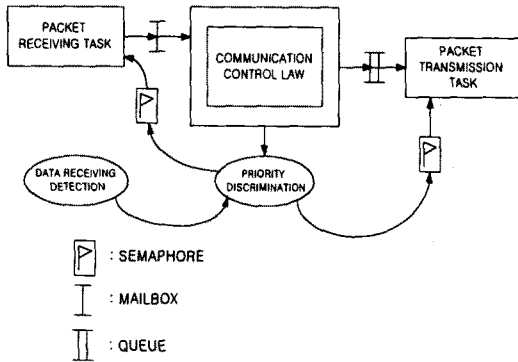 PACKET
RECEIVING TASK
COMMUNICATION
CONTROL LAW
PACKET
TRANSMISSION
TASK
DATA RECEIVING
DETECTION
PRIORITY
DISCRIMINATION
: SEMAPHORE
: MAILBOX
: QUEUE